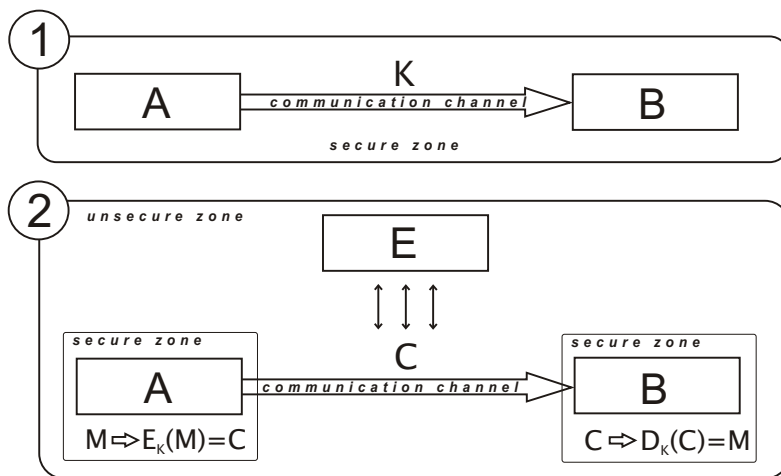 1
K
A
communication channel
B
secure zone
2
unsecure zone
E
secure zone
secure zone
C
A
communication channel
B
M⇨E_K(M)=C
C⇨D_K(C)=M